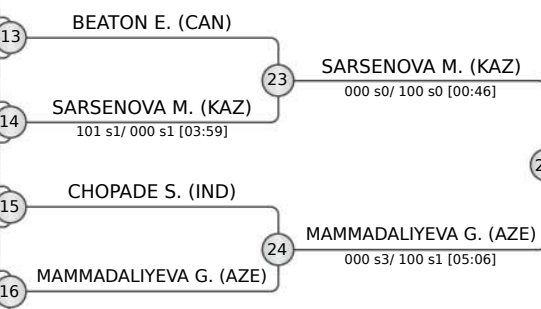 BEATON E. (CAN)
13
23
SARSENOVA M. (KAZ)
000 s0/ 100 s0 [00:46]
SARSENOVA M. (KAZ)
14
101 s1/ 000 s1 [03:59]
CHOPADE S. (IND)
15
24
MAMMADALIYEVA G. (AZE)
000 s3/ 100 s1 [05:06]
MAMMADALIYEVA G. (AZE)
16